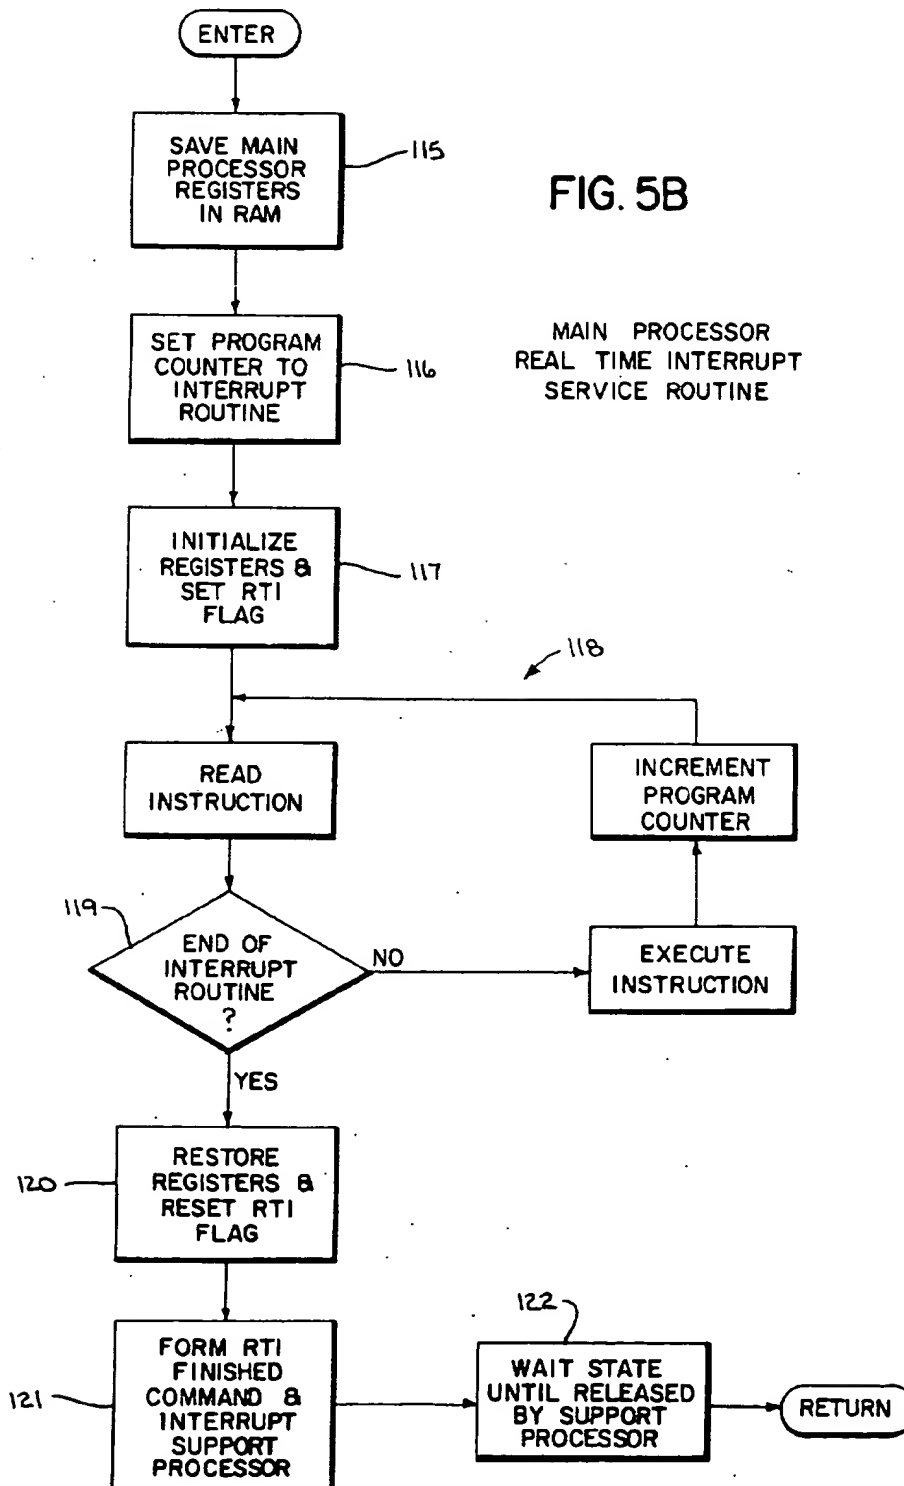 ENTER
SAVE MAIN
PROCESSOR
REGISTERS
IN RAM
115
FIG. 5B
SET PROGRAM
COUNTER TO
INTERRUPT
ROUTINE
116
MAIN PROCESSOR
REAL TIME INTERRUPT
SERVICE ROUTINE
INITIALIZE
REGISTERS &
SET RTI
FLAG
117
118
READ
INSTRUCTION
INCREMENT
PROGRAM
COUNTER
119
END OF
INTERRUPT
ROUTINE
?
NO
EXECUTE
INSTRUCTION
YES
120
RESTORE
REGISTERS &
RESET RTI
FLAG
121
FORM RTI
FINISHED
COMMAND &
INTERRUPT
SUPPORT
PROCESSOR
122
WAIT STATE
UNTIL RELEASED
BY SUPPORT
PROCESSOR
RETURN